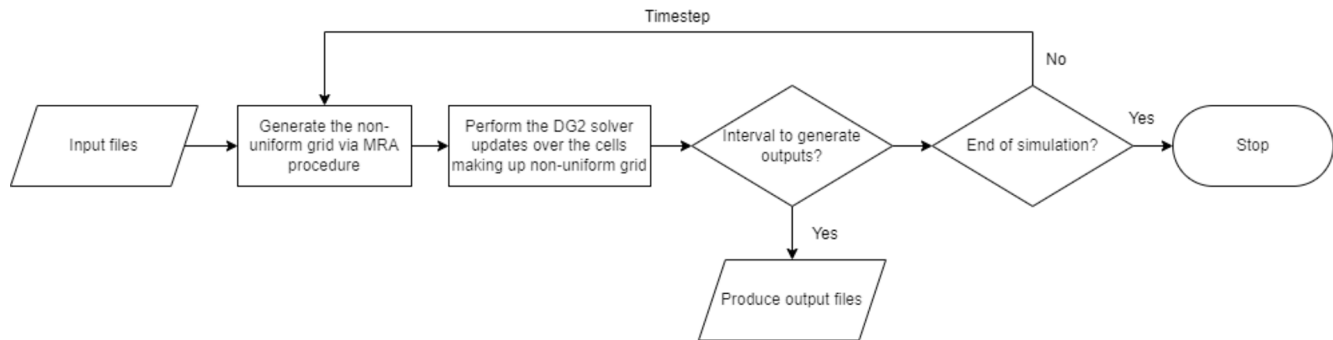 Timestep
No
Input files
Generate the non-
uniform grid via MRA
procedure
Perform the DG2 solver
updates over the cells
making up non-uniform grid
Interval to generate
outputs?
End of simulation?
Yes
Stop
Yes
Produce output files